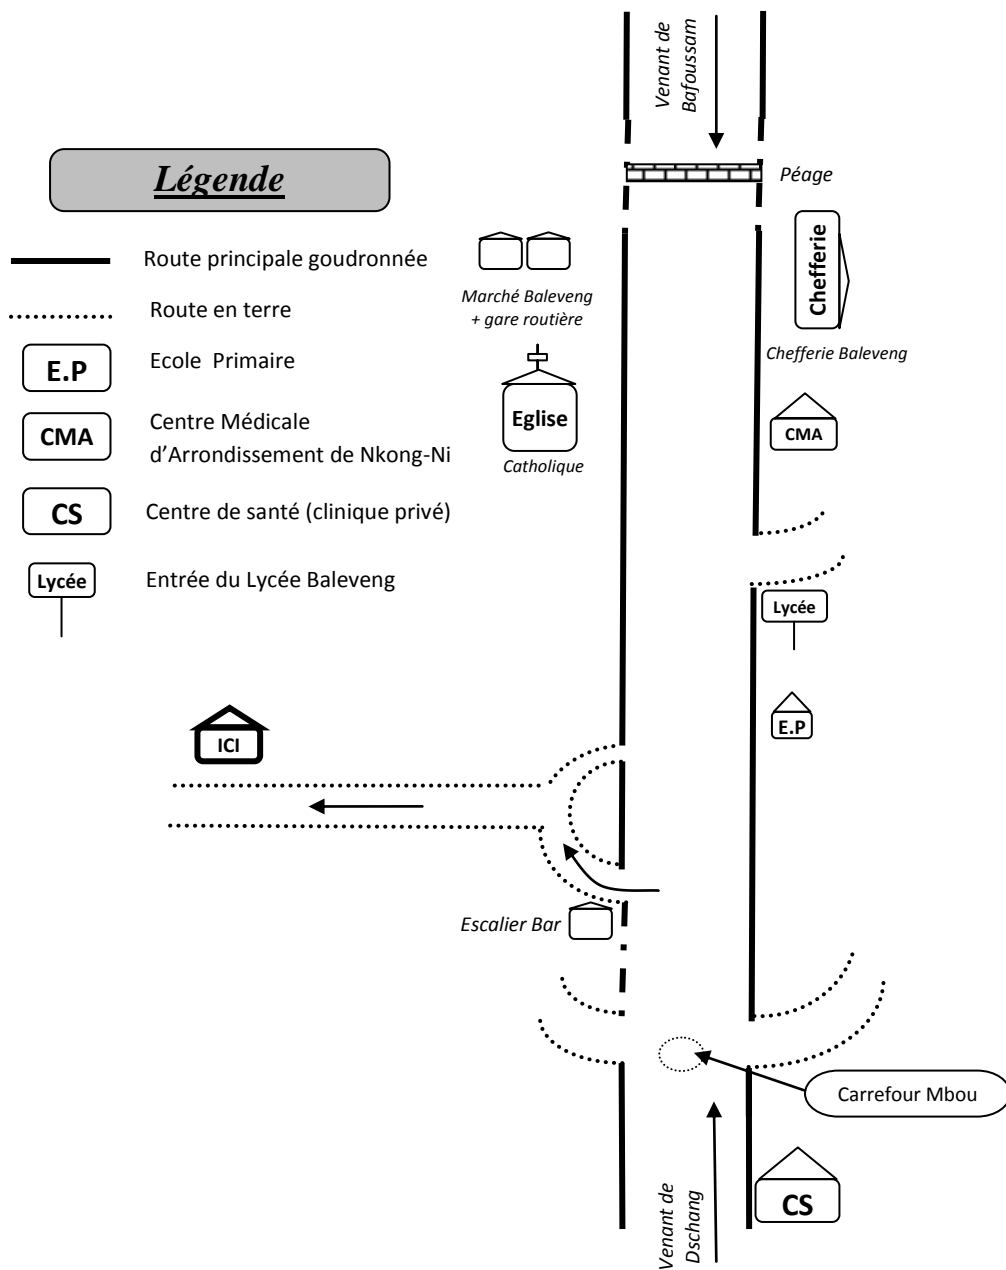 Venant de
Bafoussam
Légende
Péage
Chefferie
Route principale goudronnée
Marché Baleveng
+ gare routière
Route en terre
Chefferie Baleveng
E.P
Ecole  Primaire
Eglise
CMA
CMA
Centre Médicale
d’Arrondissement de Nkong-Ni
Catholique
CS
Centre de santé (clinique privé)
Lycée
Entrée du Lycée Baleveng
Lycée
E.P
ICI
Escalier Bar
Carrefour Mbou
CS
Venant de
Dschang